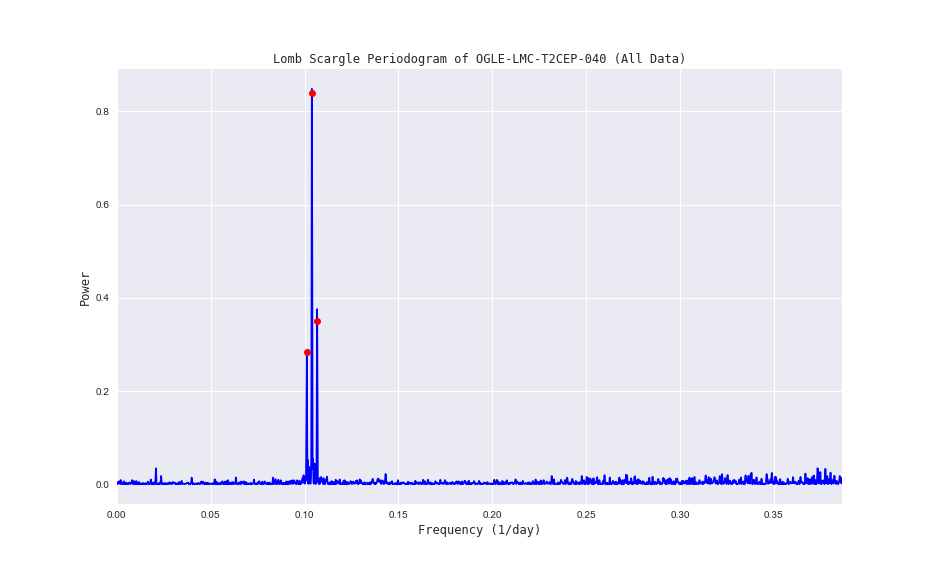 Lomb Scargle Periodogram of OGLE-LMC-T2CEP-040 (All Data)
0.8
0.6
Power
0.4
0.2
0.0
0.00 0.05 0.10 0.15 0.20 0.25 0.30 0.35
Frequency (1/day)